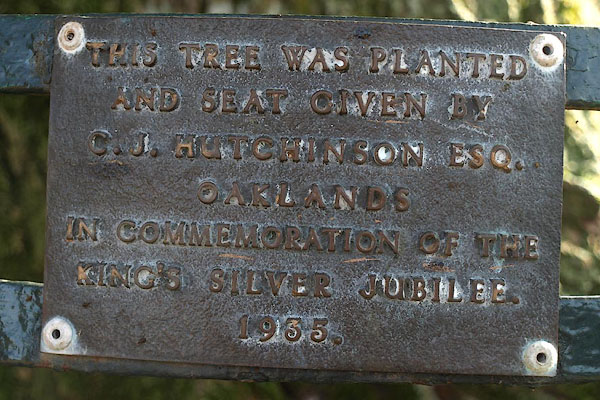 THIS TREE WAS PLANTED
AND SEAT GIVEN BY
C.J. HUTCHINSON ESQ.
OAKLANDS
IN COMMEMORATION OF THE
KING'S SILVER JUBILEE.
1935.